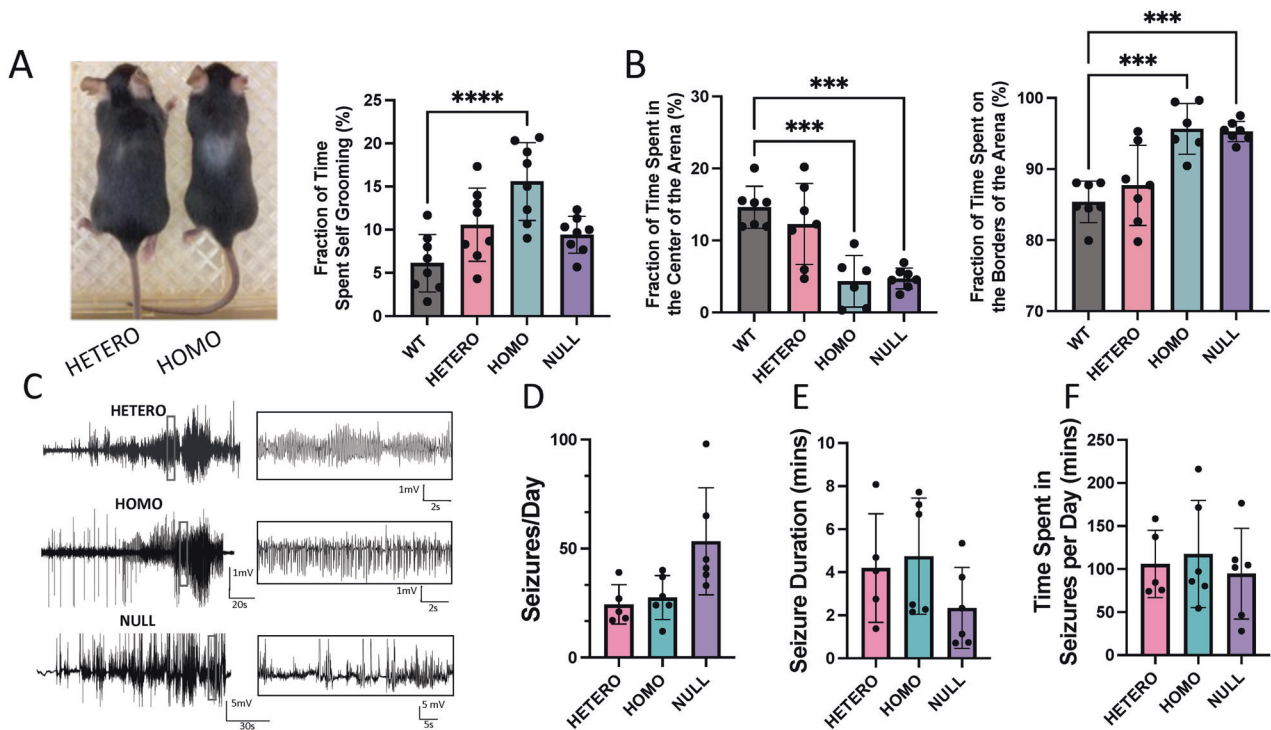 A
HETERO
HOMO
Fraction of Time
Spent Self Grooming (%)
25
20
15
10
5
0
****
WT
HETERO
HOMO
NULL
B
Fraction of Time Spent in
the Center of the Arena (%)
30
20
10
0
***
***
WT
HETERO
HOMO
NULL
Fraction of Time Spent on
the Borders of the Arena (%)
100
90
80
70
***
***
WT
HETERO
HOMO
NULL
C
HETERO
1mV
2s
HOMO
1mV
20s
1mV
2s
NULL
5mV
30s
5 mV
5s
D
Seizures/Day
100
50
0
HETERO
HOMO
NULL
E
Seizure Duration (mins)
10
8
6
4
2
0
HETERO
HOMO
NULL
F
Time Spent in
Seizures per Day (mins)
250
200
150
100
50
0
HETERO
HOMO
NULL